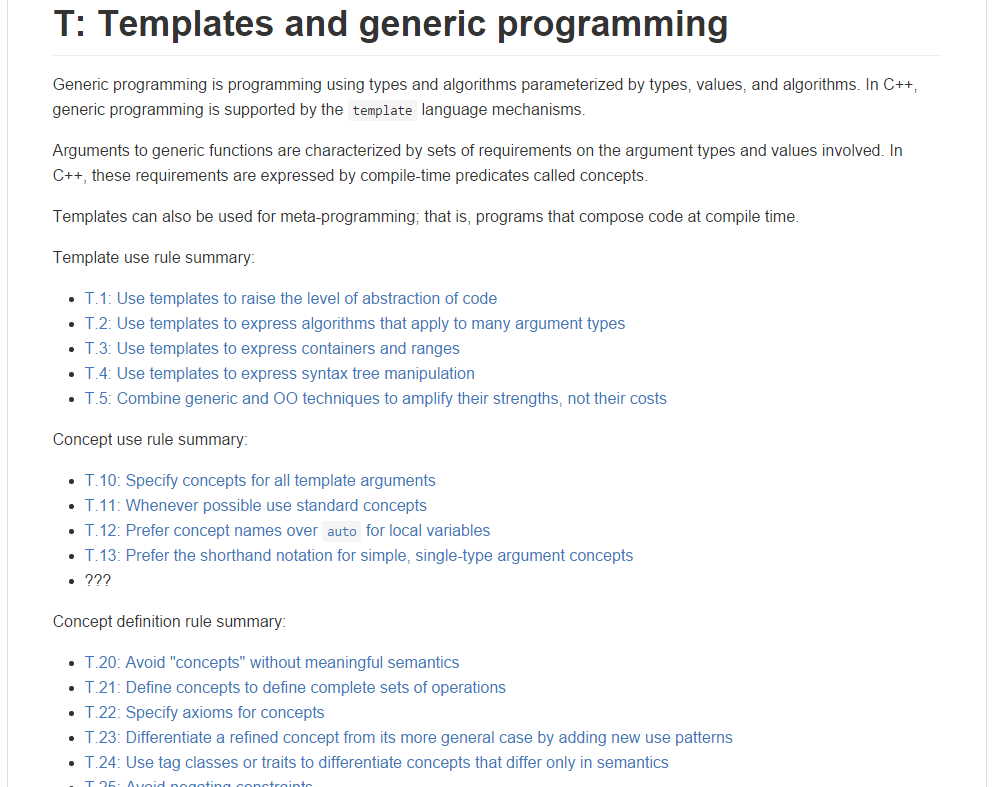 T: Templates and generic programming
Generic programming is programming using types and algorithms parameterized by types, values, and algorithms. In C++,
generic programming is supported by the template language mechanisms.
Arguments to generic functions are characterized by sets of requirements on the argument types and values involved. In
C++, these requirements are expressed by compile-time predicates called concepts.
Templates can also be used for meta-programming; that is, programs that compose code at compile time.
Template use rule summary:
• T.1: Use templates to raise the level of abstraction of code
• T.2: Use templates to express algorithms that apply to many argument types
• T.3: Use templates to express containers and ranges
• T.4: Use templates to express syntax tree manipulation
• T.5: Combine generic and OO techniques to amplify their strengths, not their costs
Concept use rule summary:
• T.10: Specify concepts for all template arguments
• T.11: Whenever possible use standard concepts
• T.12: Prefer concept names over auto for local variables
• T.13: Prefer the shorthand notation for simple, single-type argument concepts
• ???
Concept definition rule summary:
• T.20: Avoid "concepts" without meaningful semantics
• T.21: Define concepts to define complete sets of operations
• T.22: Specify axioms for concepts
• T.23: Differentiate a refined concept from its more general case by adding new use patterns
• T.24: Use tag classes or traits to differentiate concepts that differ only in semantics
• T.25: Avoid negating constraints